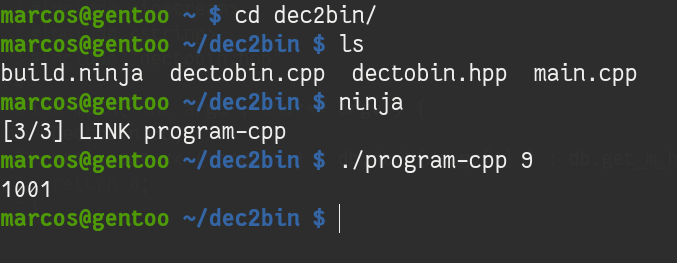 marcos@gentoo ~ $ cd dec2bin/
marcos@gentoo ~/dec2bin $ ls
build.ninja  dectobin.cpp  dectobin.hpp  main.cpp
marcos@gentoo ~/dec2bin $ ninja
[3/3] LINK program-cpp
marcos@gentoo ~/dec2bin $ ./program-cpp 9
1001
marcos@gentoo ~/dec2bin $